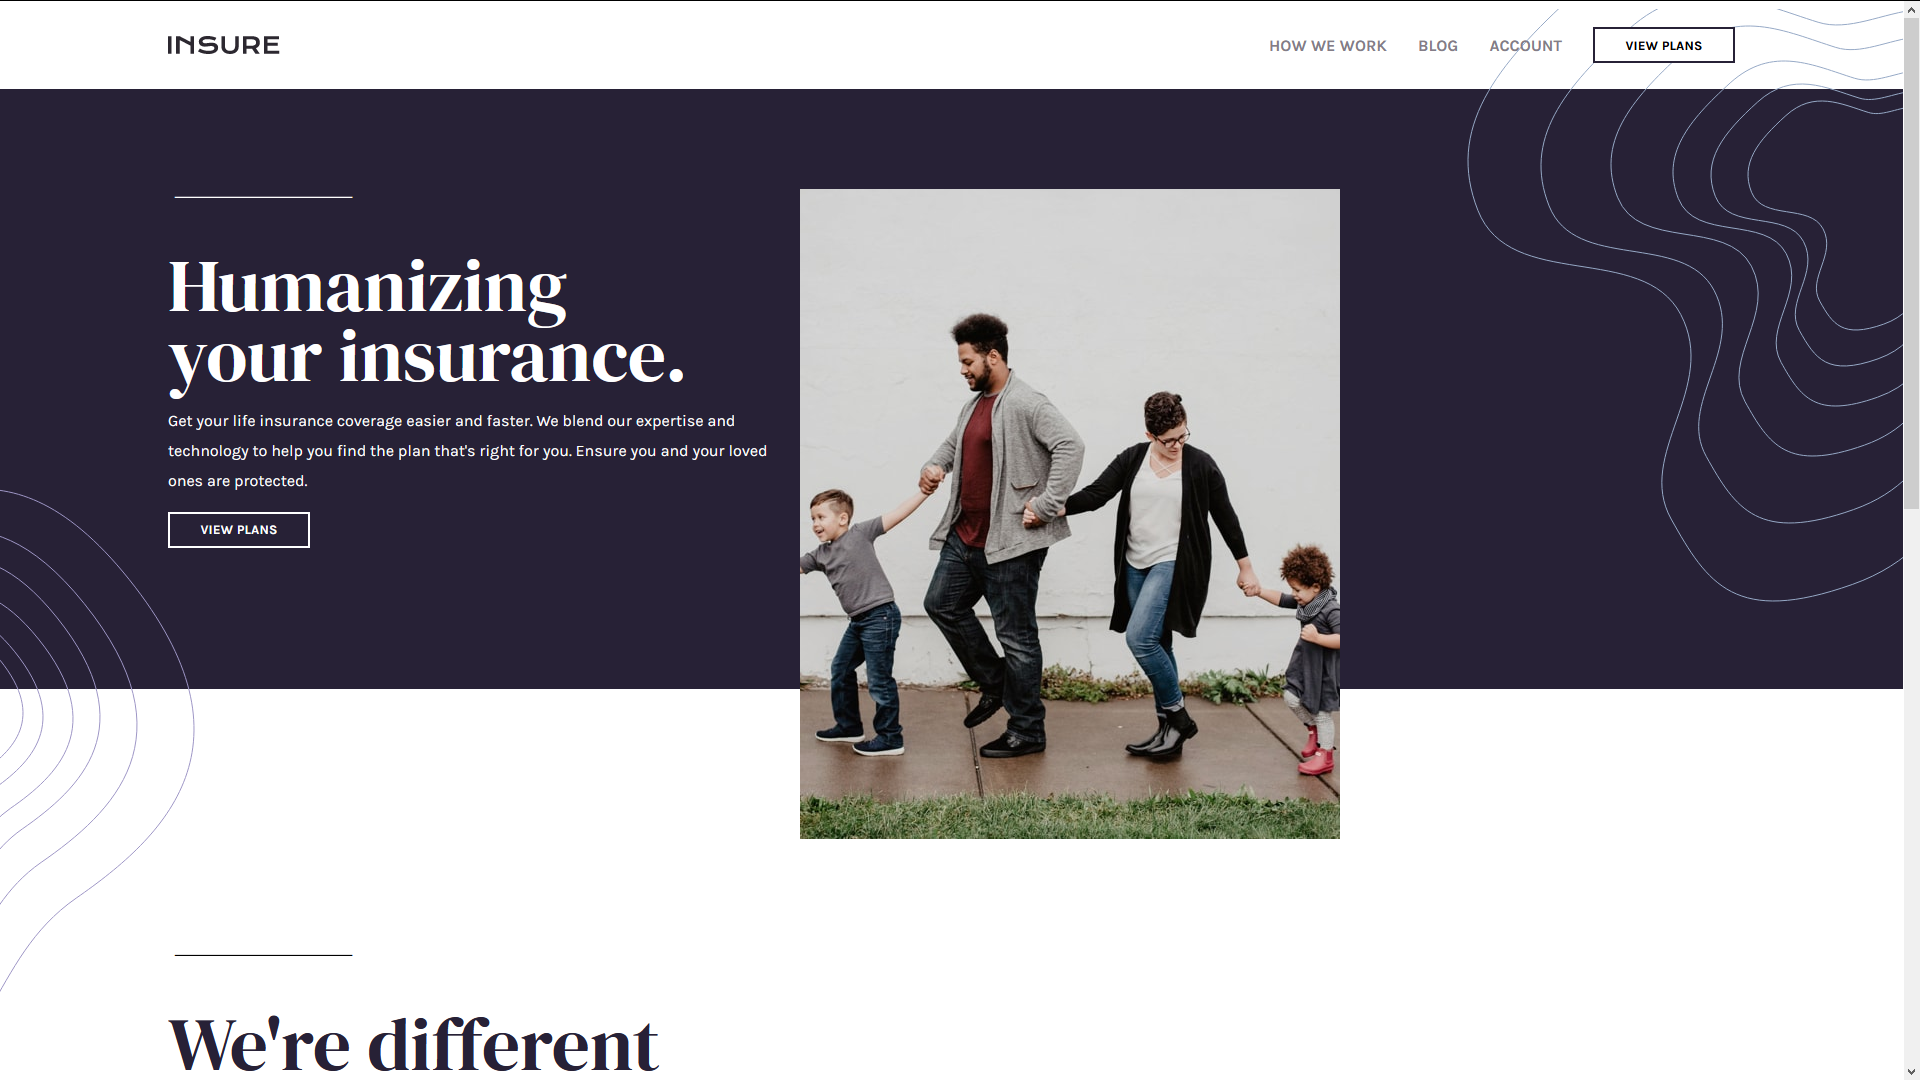 INSURE
HOW WE WORK
BLOG
ACCOUNT
VIEW PLANS
Humanizing
your insurance.
Get your life insurance coverage easier and faster. We blend our expertise and
technology to help you find the plan that's right for you. Ensure you and your loved
ones are protected.
VIEW PLANS
We're different